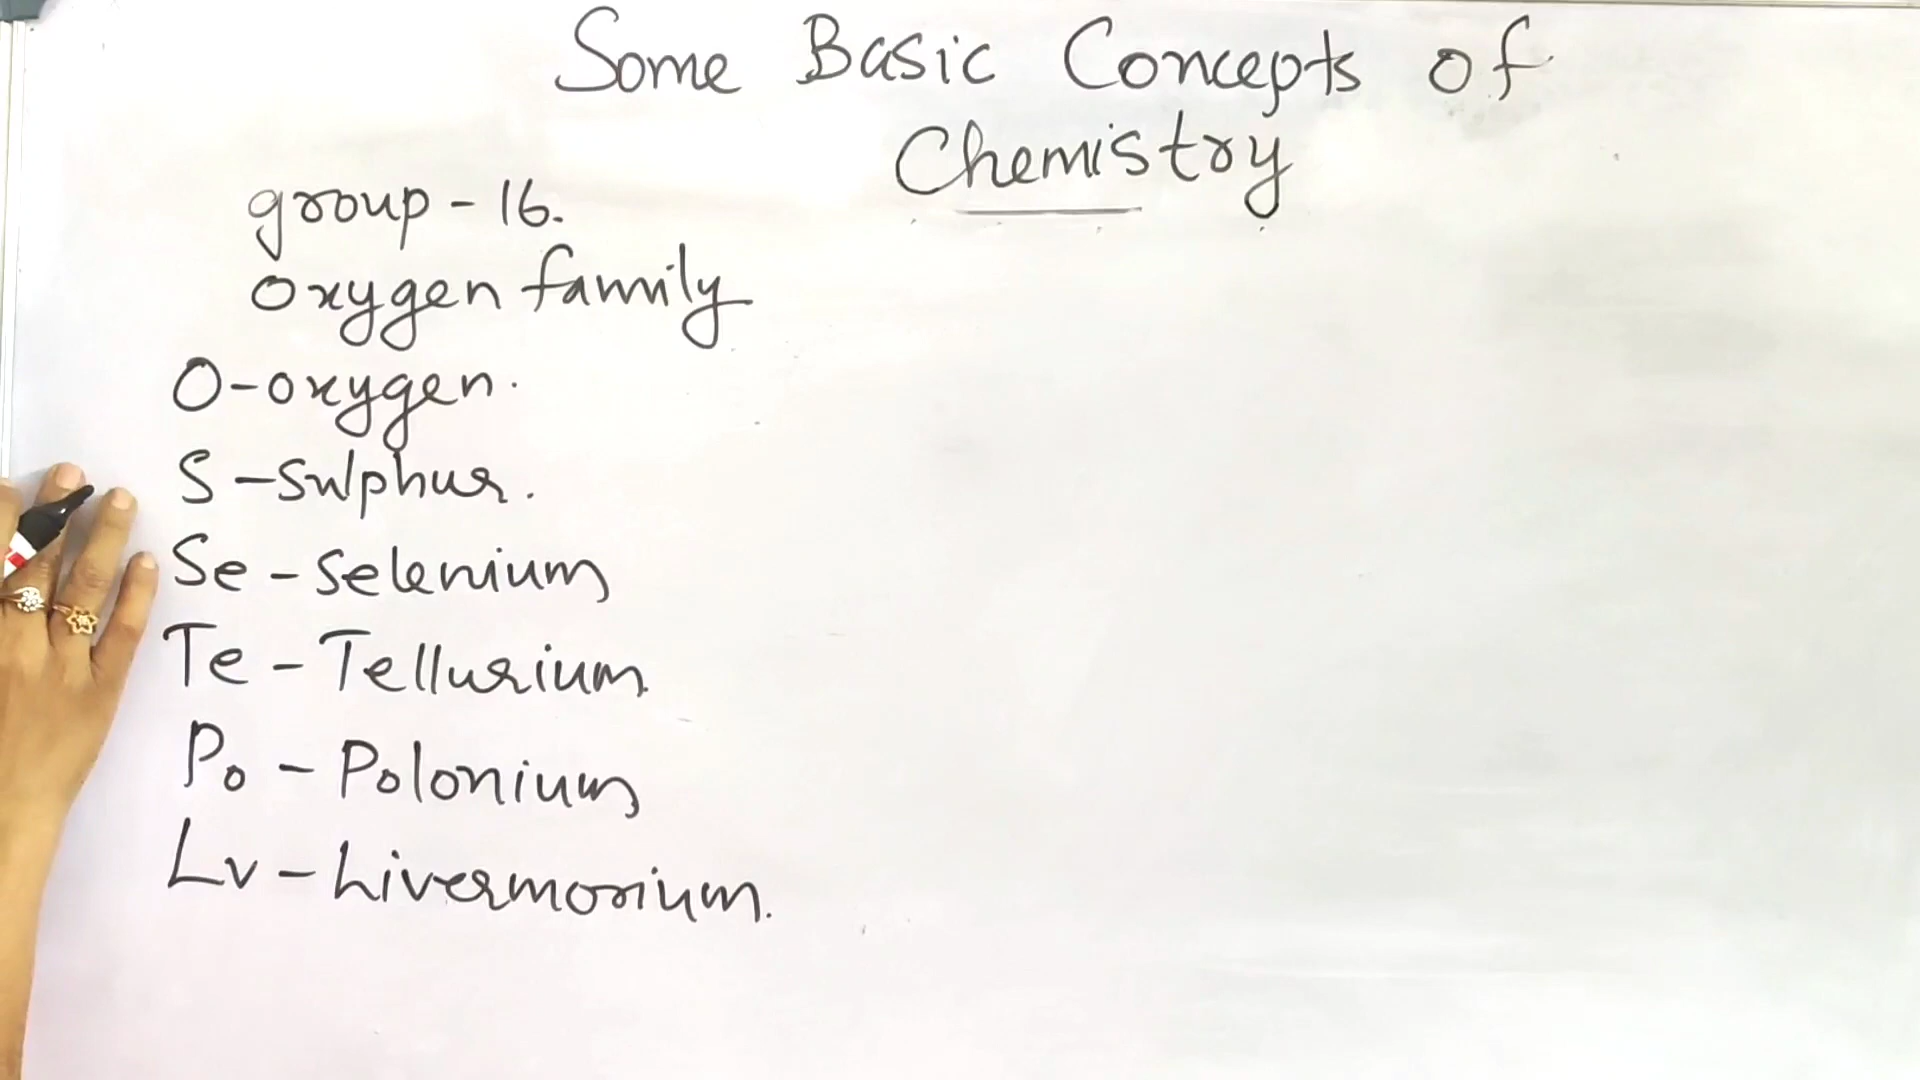 Some Basic Concepts of
Chemistry
group - 16.
Oxygen family
O - oxygen.
S - Sulphur.
Se - Selenium
Te - Tellurium
Po - Polonium
Lv - Livermorium.